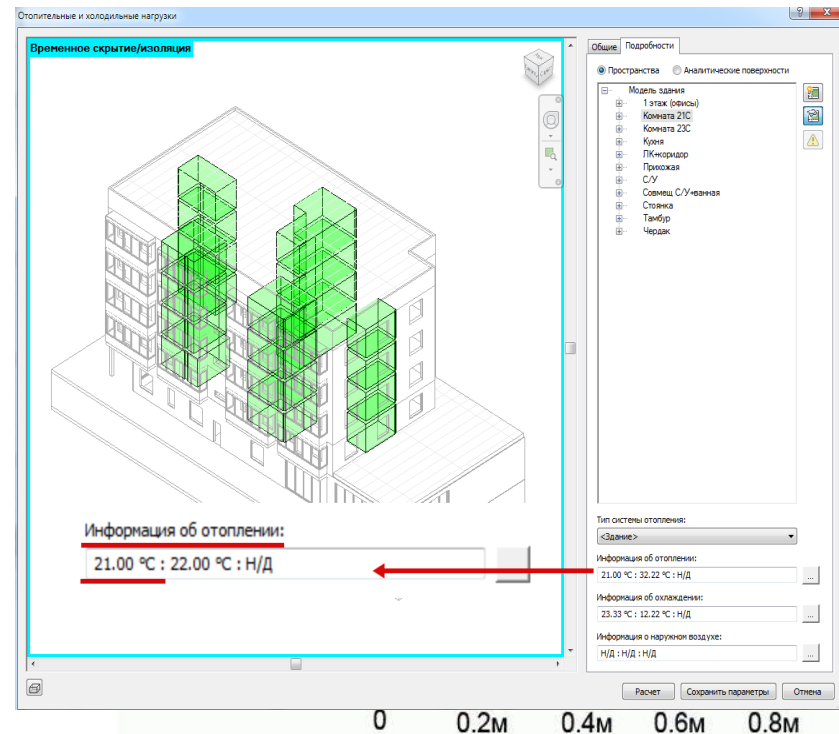 Отопительные и холодильные нагрузки
Временное скрытие/изоляция
Общие Подробности
Пространства Аналитические поверхности
Модель здания
1 этаж (офисы)
Комната 21С
Комната 23С
Кухня
ЛК+коридор
Прихожая
С/У
Совмещ С/У+ванная
Стоянка
Тамбур
Чердак
Информация об отоплении:
21.00 °C : 22.00 °C : Н/Д
Тип системы отопления:
<Здание>
Информация об отоплении:
21.00 °C : 32.22 °C : Н/Д
...
Информация об охлаждении:
23.33 °C : 12.22 °C : Н/Д
...
Информация о наружном воздухе:
Н/Д : Н/Д : Н/Д
...
Расчет Сохранить параметры Отмена
0 0.2м 0.4м 0.6м 0.8м